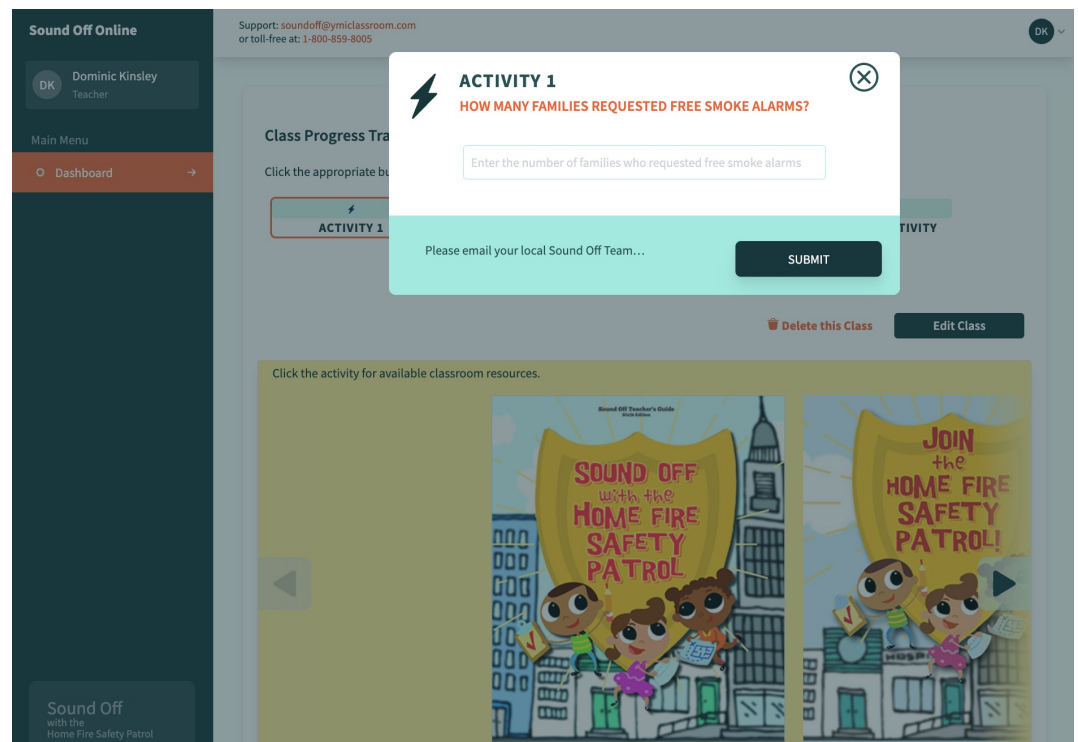 Sound Off Online
DK
Dominic Kinsley
Teacher
Main Menu
Dashboard
Sound Off
with the
Home Fire Safety Patrol
Support: soundoff@ymiclassroom.com
or toll-free at: 1-800-859-8005
DK
ACTIVITY 1
HOW MANY FAMILIES REQUESTED FREE SMOKE ALARMS?
Enter the number of families who requested free smoke alarms
Please email your local Sound Off Team…
SUBMIT
Class Progress Tra
Click the appropriate bu
ACTIVITY 1
TIVITY
Delete this Class
Edit Class
Click the activity for available classroom resources.
Sound Off Teacher's Guide
Sixth Edition
SOUND OFF
with the
HOME FIRE
SAFETY
PATROL
JOIN
the
HOME FIRE
SAFETY
PATROL!
HOSP